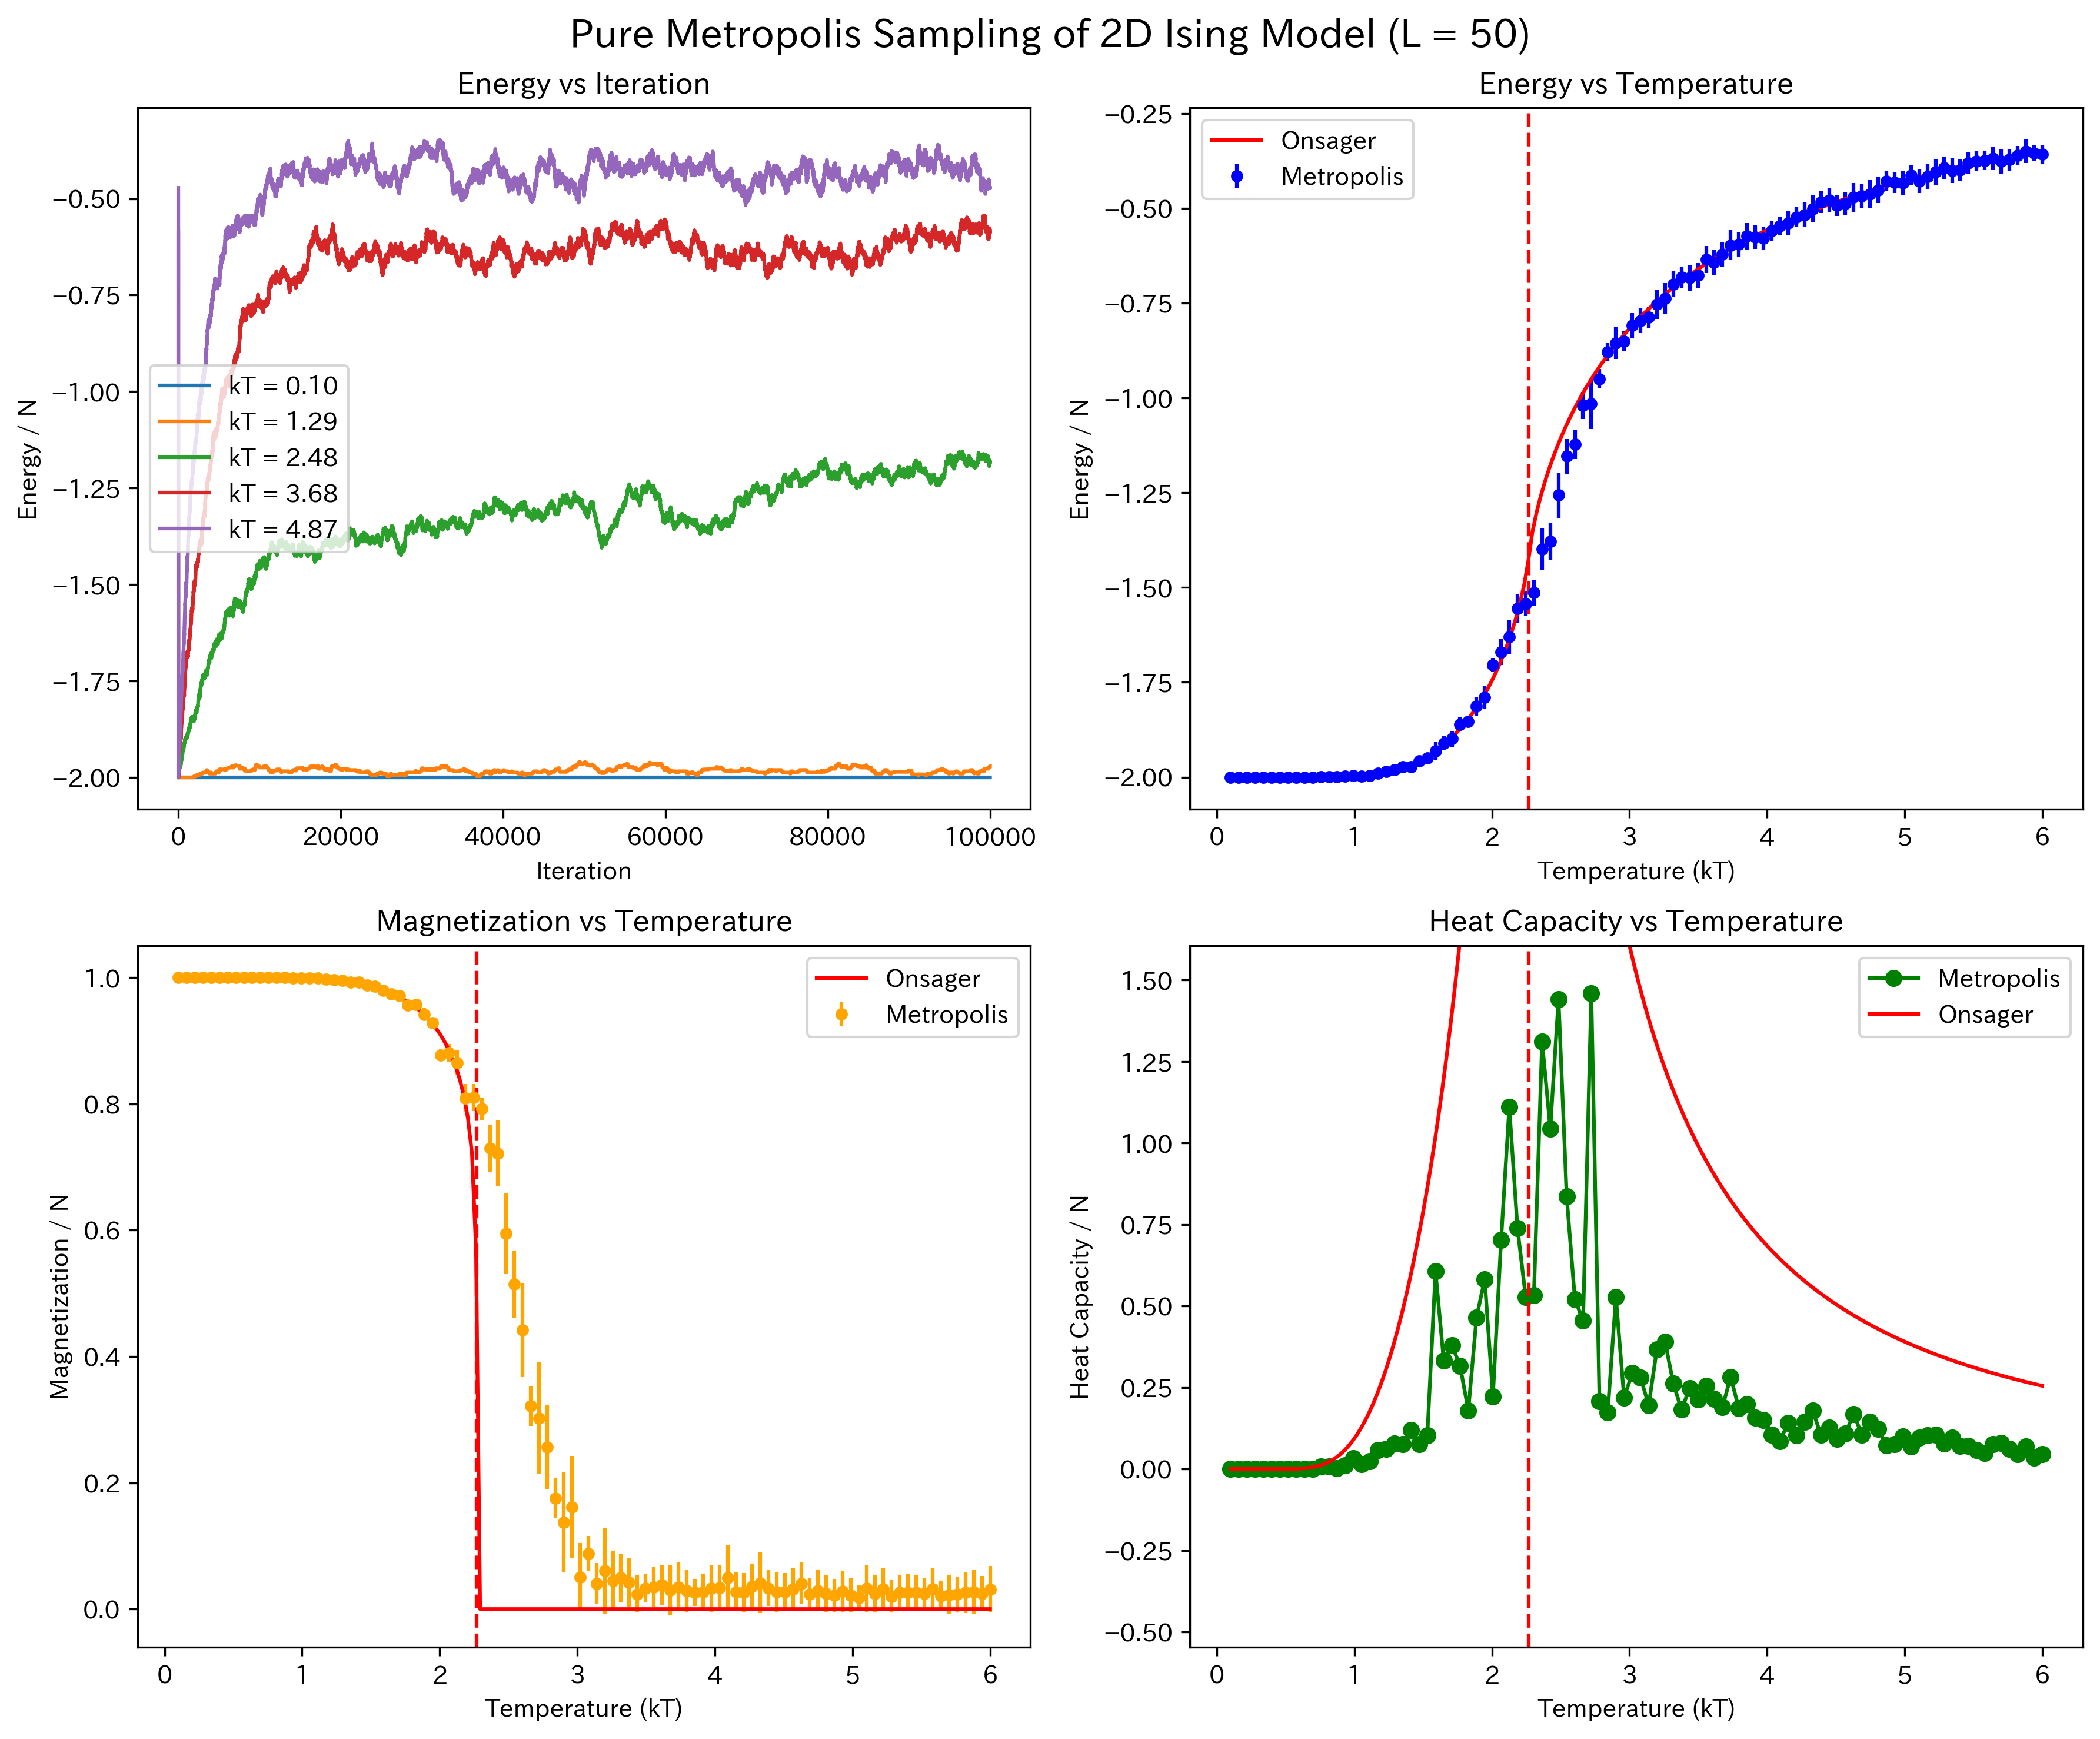 Pure Metropolis Sampling of 2D Ising Model (L = 50)
Energy vs Iteration
Energy / N
−0.50
−0.75
−1.00
−1.25
−1.50
−1.75
−2.00
kT = 0.10
kT = 1.29
kT = 2.48
kT = 3.68
kT = 4.87
0 20000 40000 60000 80000 100000
Iteration
Energy vs Temperature
Energy / N
−0.25
−0.50
−0.75
−1.00
−1.25
−1.50
−1.75
−2.00
Onsager
Metropolis
0 1 2 3 4 5 6
Temperature (kT)
Magnetization vs Temperature
Magnetization / N
1.0
0.8
0.6
0.4
0.2
0.0
Onsager
Metropolis
0 1 2 3 4 5 6
Temperature (kT)
Heat Capacity vs Temperature
Heat Capacity / N
1.50
1.25
1.00
0.75
0.50
0.25
0.00
−0.25
−0.50
Metropolis
Onsager
0 1 2 3 4 5 6
Temperature (kT)